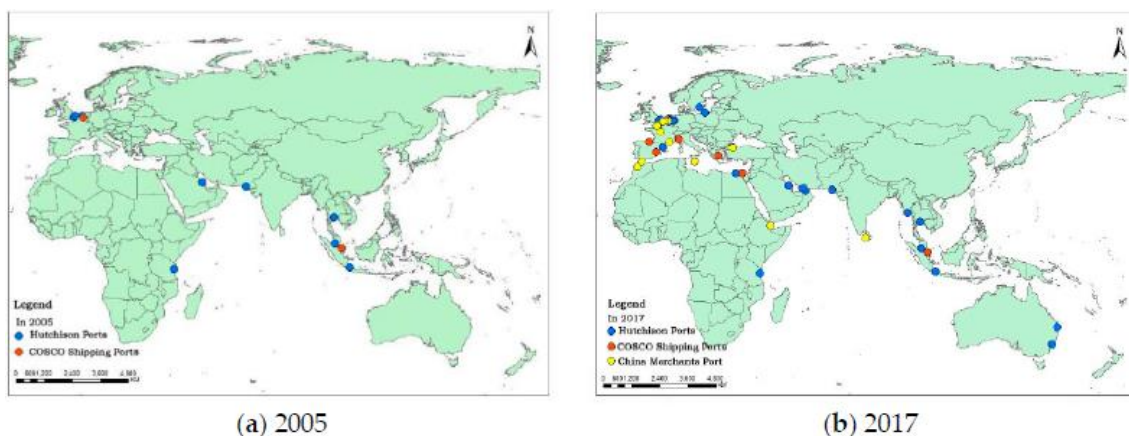 N
Legend
In 2005
Hutchison Ports
COSCO Shipping Ports
(a) 2005
N
Legend
In 2017
Hutchison Ports
COSCO Shipping Ports
China Merchants Port
(b) 2017